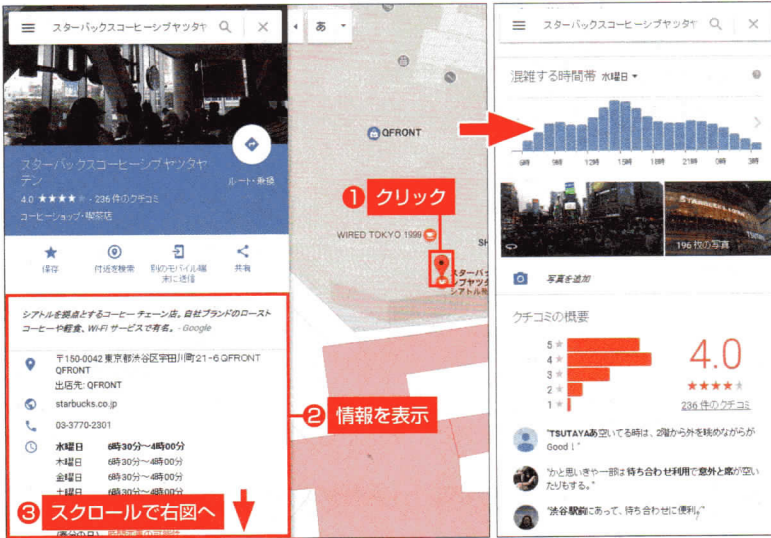 スターバックスコーヒーシブヤツタヤ
あ
QFRONT
スターバックスコーヒーシブヤツタヤ
テン
4.0 ★★★★★ - 236 件のクチコミ
コーヒーショップ・喫茶店
ルート・乗換
保存
付近を検索
別のモバイル端
末に送信
共有
❶ クリック
WIRED TOKYO 1999
スターバッ
シブヤツタ
シアトル発
シアトルを拠点とするコーヒー チェーン店。自社ブランドのロースト
コーヒーや軽食、Wi-Fi サービスで有名。 - Google
〒150-0042 東京都渋谷区宇田川町21−6 QFRONT
QFRONT
出店先: QFRONT
starbucks.co.jp
03-3770-2301
水曜日 6時30分～4時00分
木曜日 6時30分～4時00分
金曜日 6時30分～4時00分
土曜日 6時30分～4時00分
❷ 情報を表示
❸ スクロールで右図へ
スターバックスコーヒーシブヤツタヤ
混雑する時間帯 水曜日
6時 9時 12時 15時 18時 21時 0時 3時
196 枚の写真
写真を追加
クチコミの概要
5 ★
4 ★
3 ★
2 ★
1 ★
4.0
★★★★★
236 件のクチコミ
"TSUTAYAあ空いてる時は、2階から外を眺めながらが
Good！"
"かと思いきや一部は待ち合わせ利用で意外と席が空い
たりもする。"
"渋谷駅前にあって、待ち合わせに便利。"